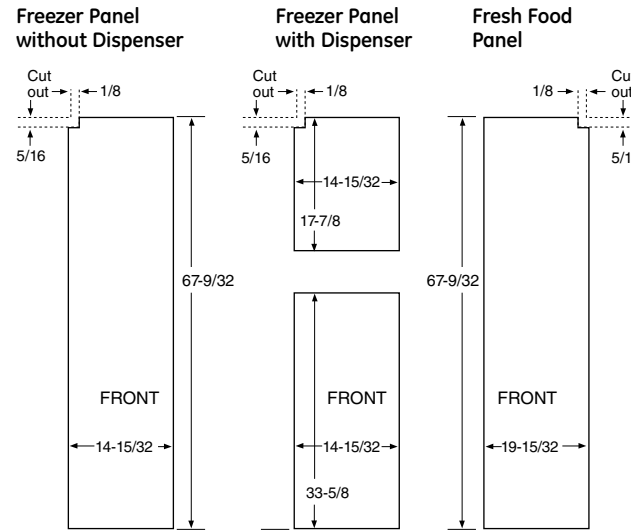 Freezer Panel
without Dispenser
Cut
out
1/8
5/16
67-9/32
FRONT
14-15/32
Freezer Panel
with Dispenser
Cut
out
1/8
5/16
14-15/32
17-7/8
FRONT
14-15/32
33-5/8
Fresh Food
Panel
1/8
67-9/32
FRONT
19-15/32
out